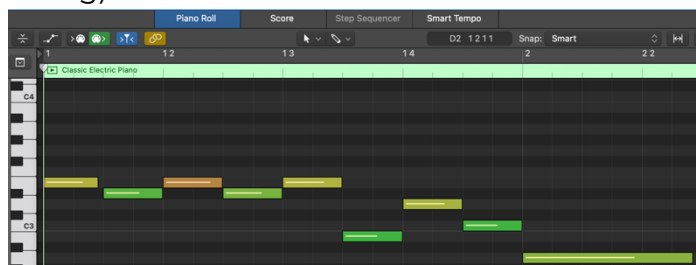 Piano Roll Score Step Sequencer Smart Tempo
D2 1 2 1 1 Snap: Smart
1 1 2 1 3 1 4 2 2 2
Classic Electric Piano
C4
C3